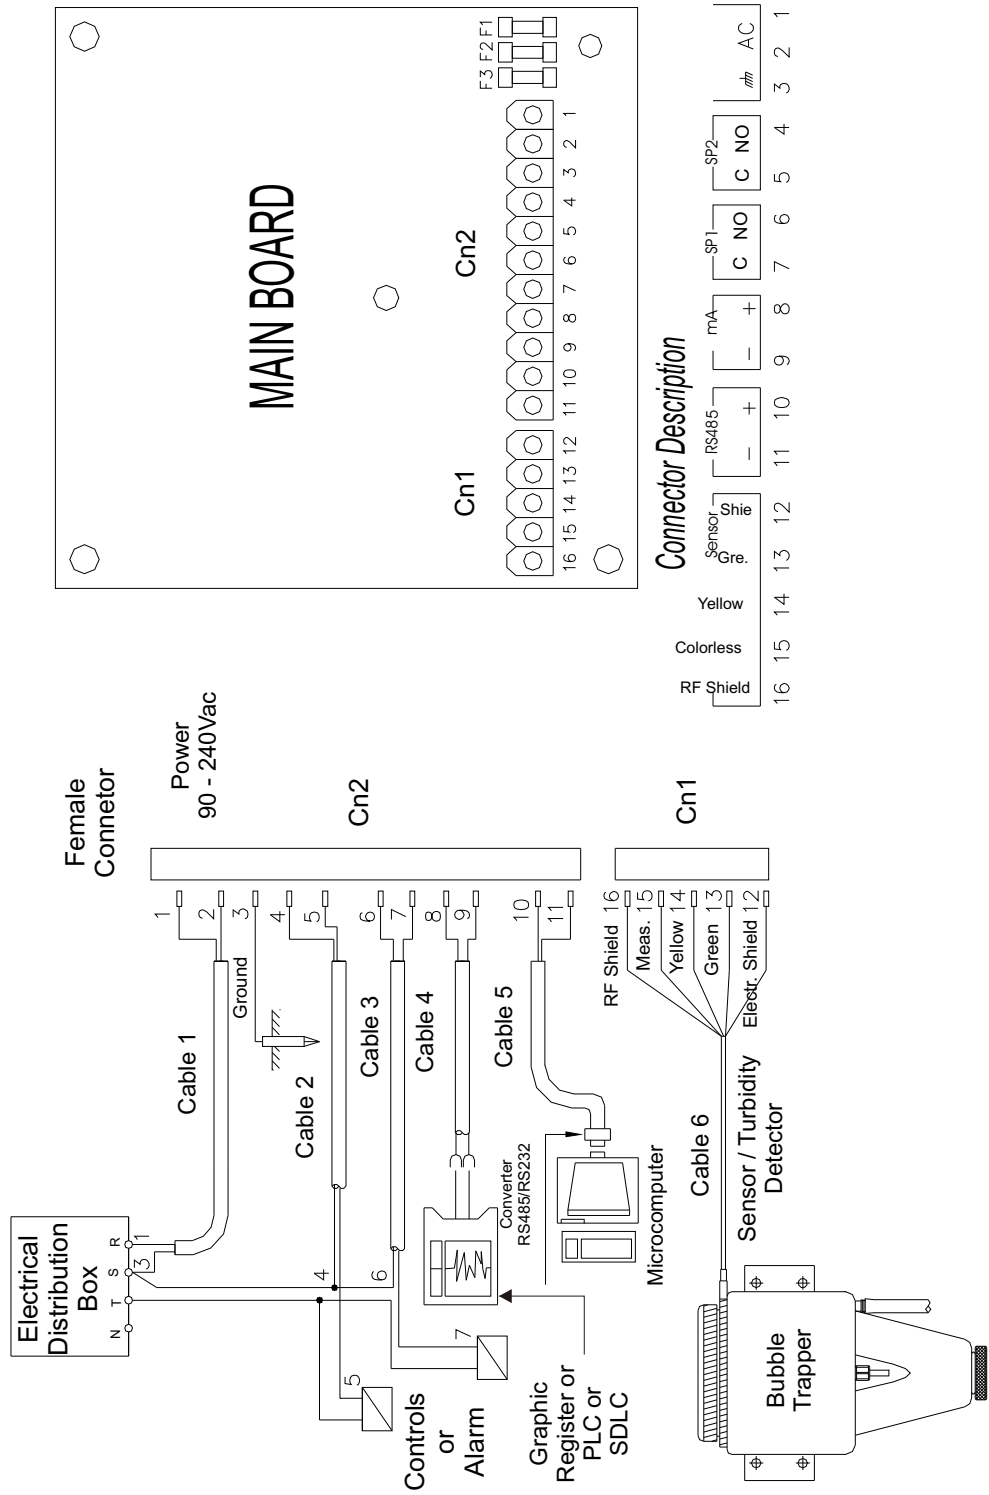 MAIN BOARD
F1
F2
F3
Cn2
1
2
3
4
5
6
7
8
9
10
11
Cn1
12
13
14
15
16
Connector Description
AC
1
2
3
SP2
C NO
4
5
SP1
C NO
6
7
mA
− +
8
9
RS485
− +
10
11
Sensor
Shie
Gre.
Yellow
Colorless
RF Shield
12
13
14
15
16
Female
Connetor
Power
90 - 240Vac
Cn2
1
2
3
4
5
6
7
8
9
10
11
Ground
Cable 1
Cable 2
Cable 3
Cable 4
Cable 5
Electrical
Distribution
Box
N
T
S
R
1
3
4
5
6
7
Controls
or
Alarm
Graphic
Register or
PLC or
SDLC
Converter
RS485/RS232
Microcomputer
Cn1
RF Shield 16
Meas. 15
Yellow 14
Green 13
Electr. Shield 12
Cable 6
Sensor / Turbidity
Detector
Bubble
Trapper